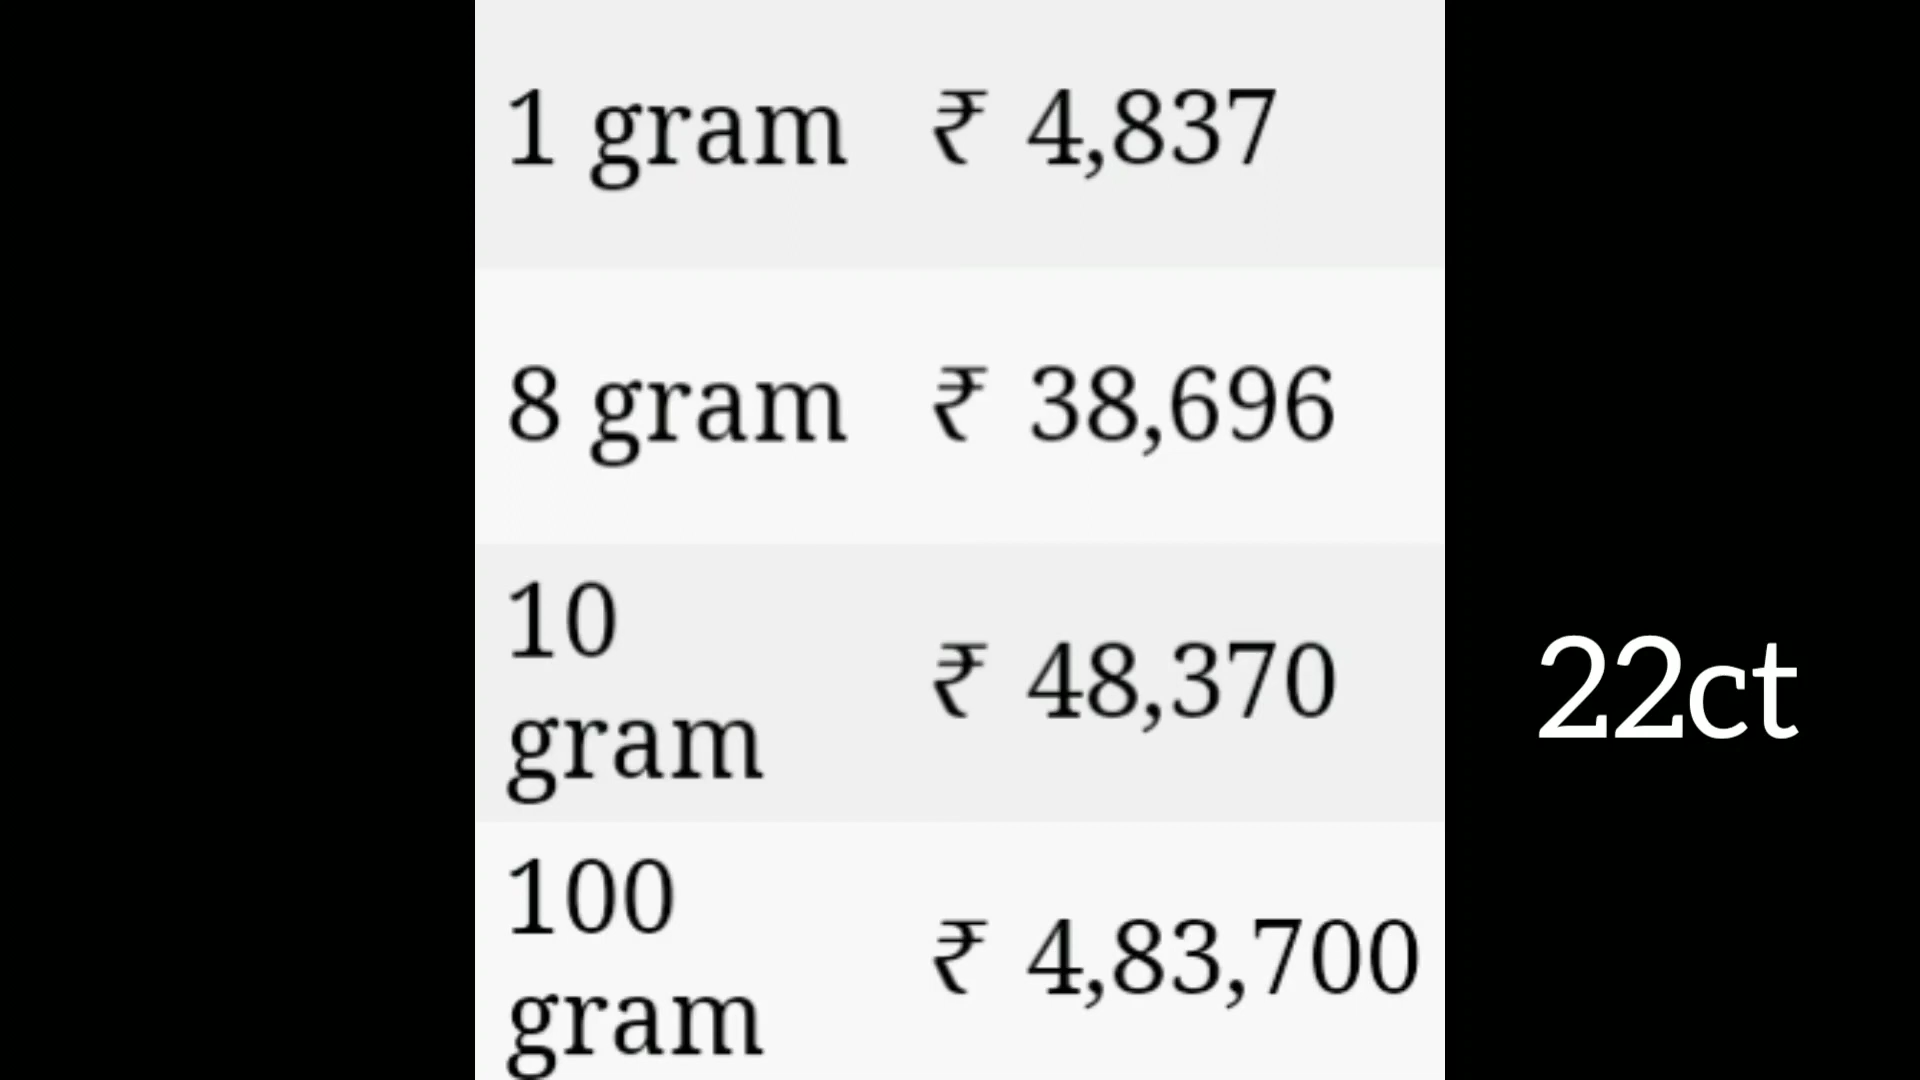 1 gram ₹ 4,837
8 gram ₹ 38,696
10
gram
₹ 48,370
22ct
100
gram
₹ 4,83,700